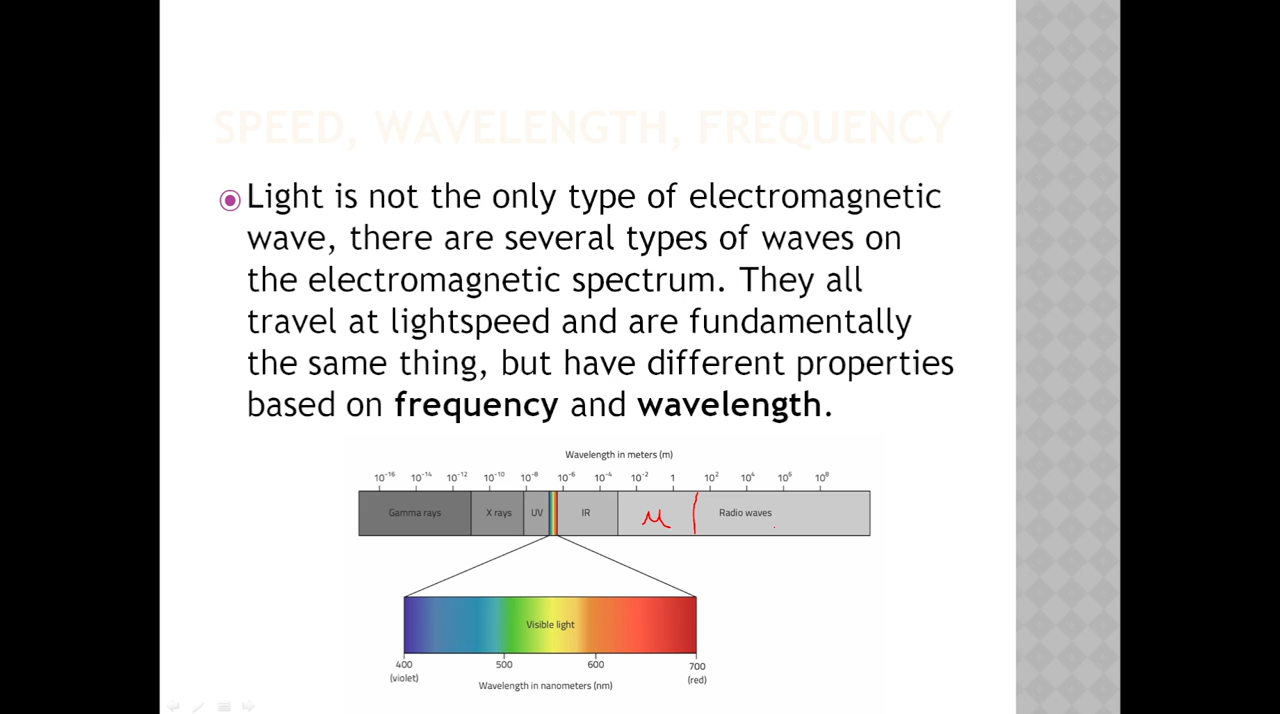 SPEED, WAVELENGTH, FREQUENCY
Light is not the only type of electromagnetic
wave, there are several types of waves on
the electromagnetic spectrum. They all
travel at lightspeed and are fundamentally
the same thing, but have different properties
based on frequency and wavelength.
Wavelength in meters (m)
10⁻¹⁶ 10⁻¹⁴ 10⁻¹² 10⁻¹⁰ 10⁻⁸ 10⁻⁶ 10⁻⁴ 10⁻² 1 10² 10⁴ 10⁶ 10⁸
Gamma rays X rays UV IR μ Radio waves
Visible light
400 500 600 700
(violet) (red)
Wavelength in nanometers (nm)